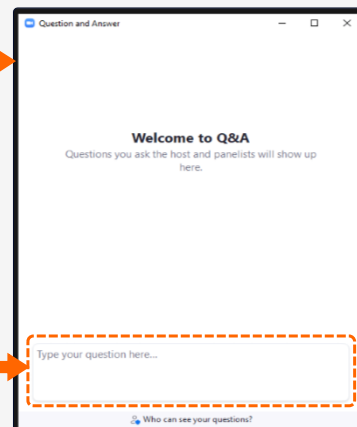 Question and Answer
Welcome to Q&A
Questions you ask the host and panelists will show up
here.
Type your question here...
Who can see your questions?